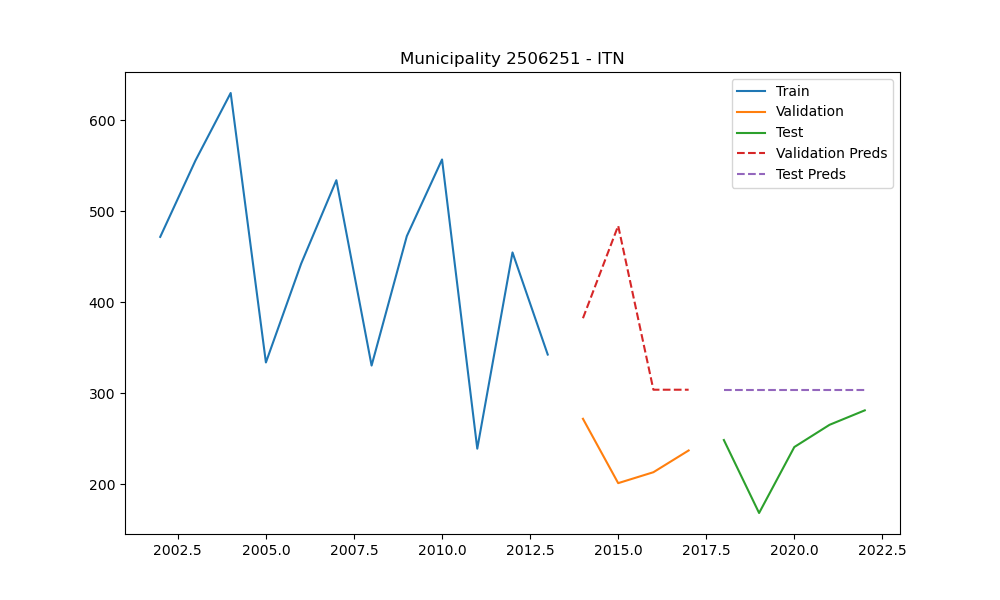 Municipality 2506251 - ITN
Train
Validation
Test
Validation Preds
Test Preds
600
500
400
300
200
2002.5 2005.0 2007.5 2010.0 2012.5 2015.0 2017.5 2020.0 2022.5